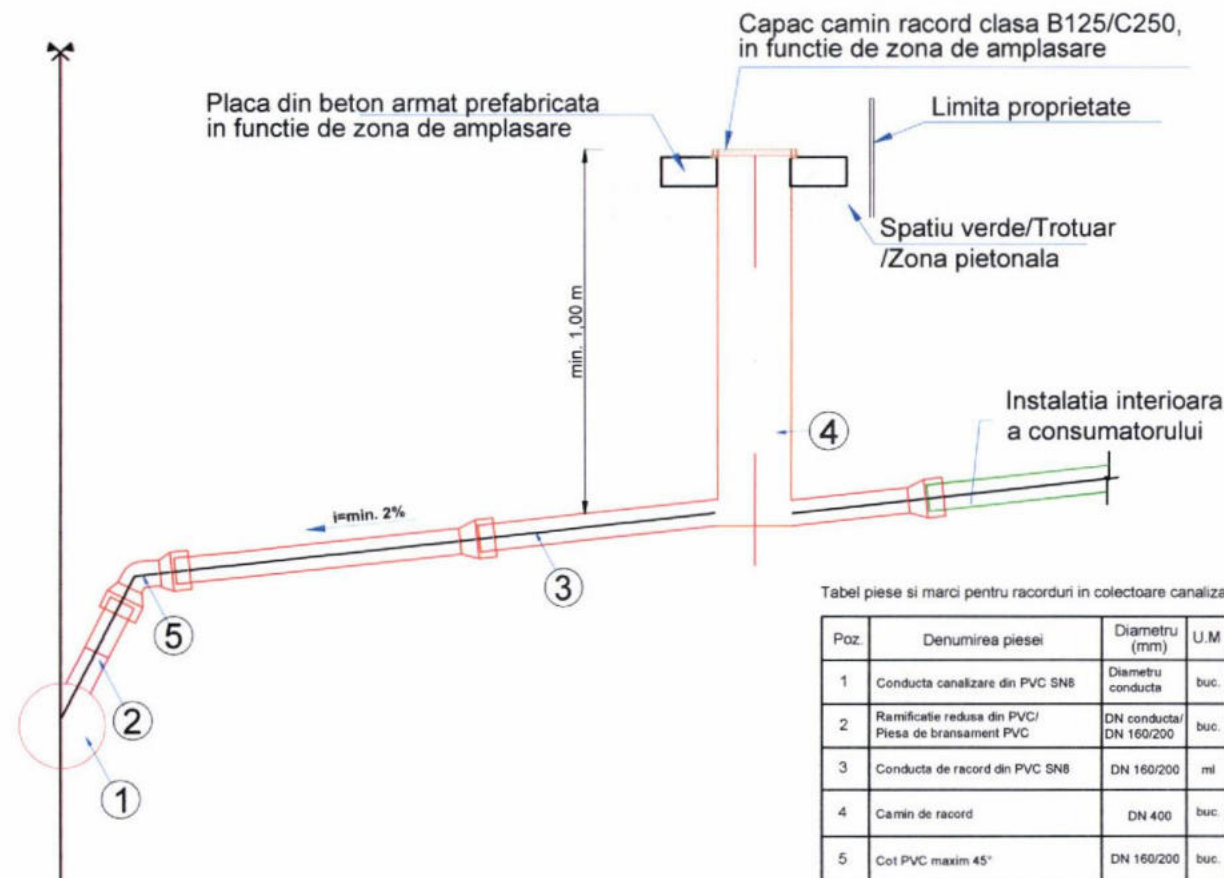 Capac camin racord clasa B125/C250,
in functie de zona de amplasare
Placa din beton armat prefabricata
in functie de zona de amplasare
Limita proprietate
Spatiu verde/Trotuar
/Zona pietonala
min. 1,00 m
Instalatia interioara
a consumatorului
4
i=min. 2%
3
5
2
1
Tabel piese si marci pentru racorduri in colectoare canaliza
Poz. Denumirea piesei Diametru (mm) U.M
1 Conducta canalizare din PVC SN8 Diametru conducta buc.
2 Ramificatie redusa din PVC/ Piesa de bransament PVC DN conducta/ DN 160/200 buc.
3 Conducta de racord din PVC SN8 DN 160/200 ml
4 Camin de racord DN 400 buc.
5 Cot PVC maxim 45° DN 160/200 buc.